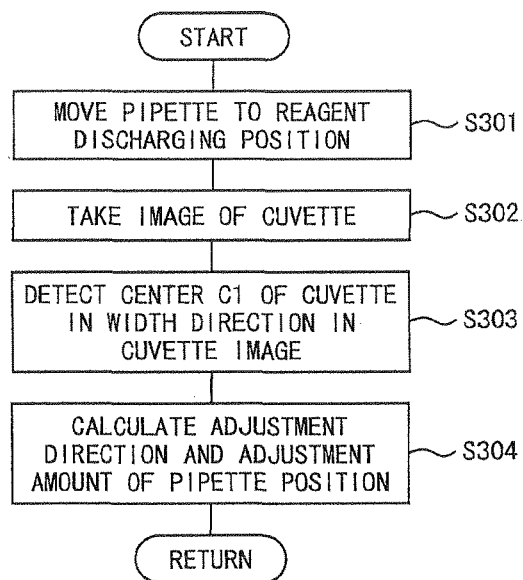 START
MOVE PIPETTE TO REAGENT
DISCHARGING POSITION
S301
TAKE IMAGE OF CUVETTE
S302
DETECT CENTER C1 OF CUVETTE
IN WIDTH DIRECTION IN
CUVETTE IMAGE
S303
CALCULATE ADJUSTMENT
DIRECTION AND ADJUSTMENT
AMOUNT OF PIPETTE POSITION
S304
RETURN